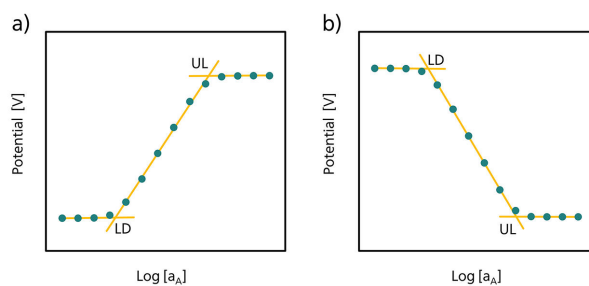 a)
UL
LD
Potential [V]
Log [aA]
b)
LD
UL
Potential [V]
Log [aA]